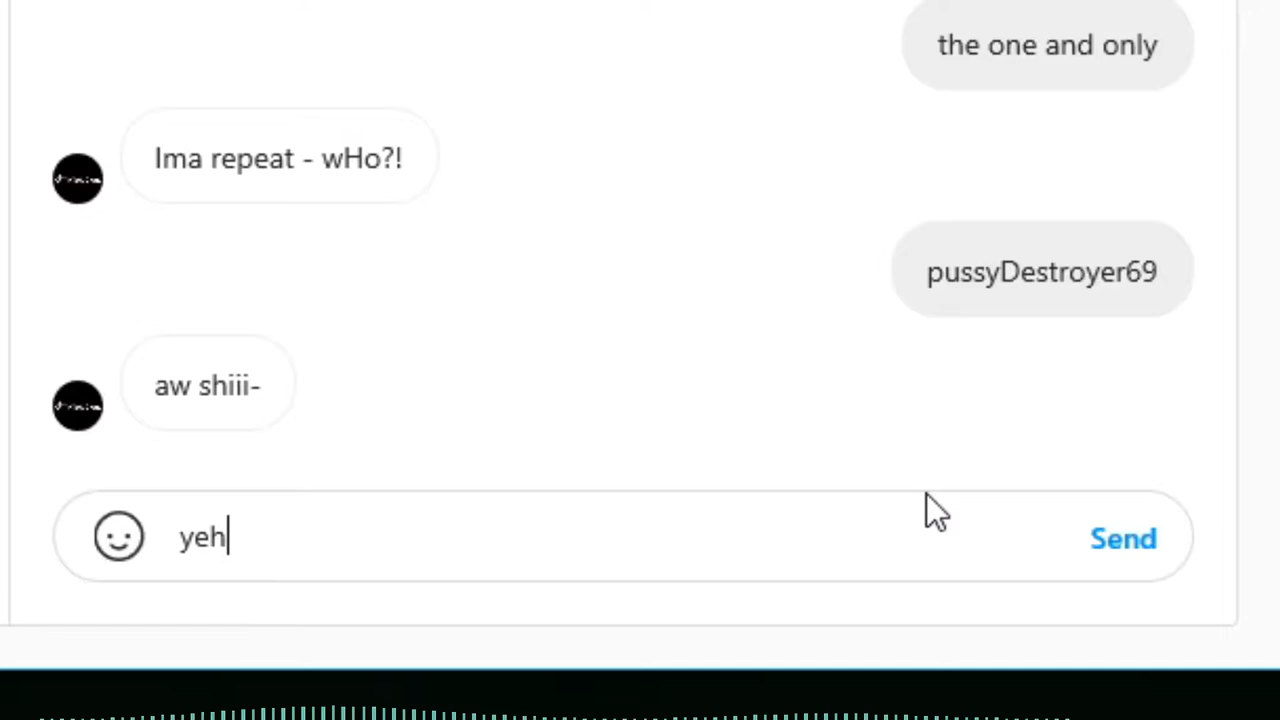 the one and only
Ima repeat - wHo?!
pussyDestroyer69
aw shiii-
yeh
Send